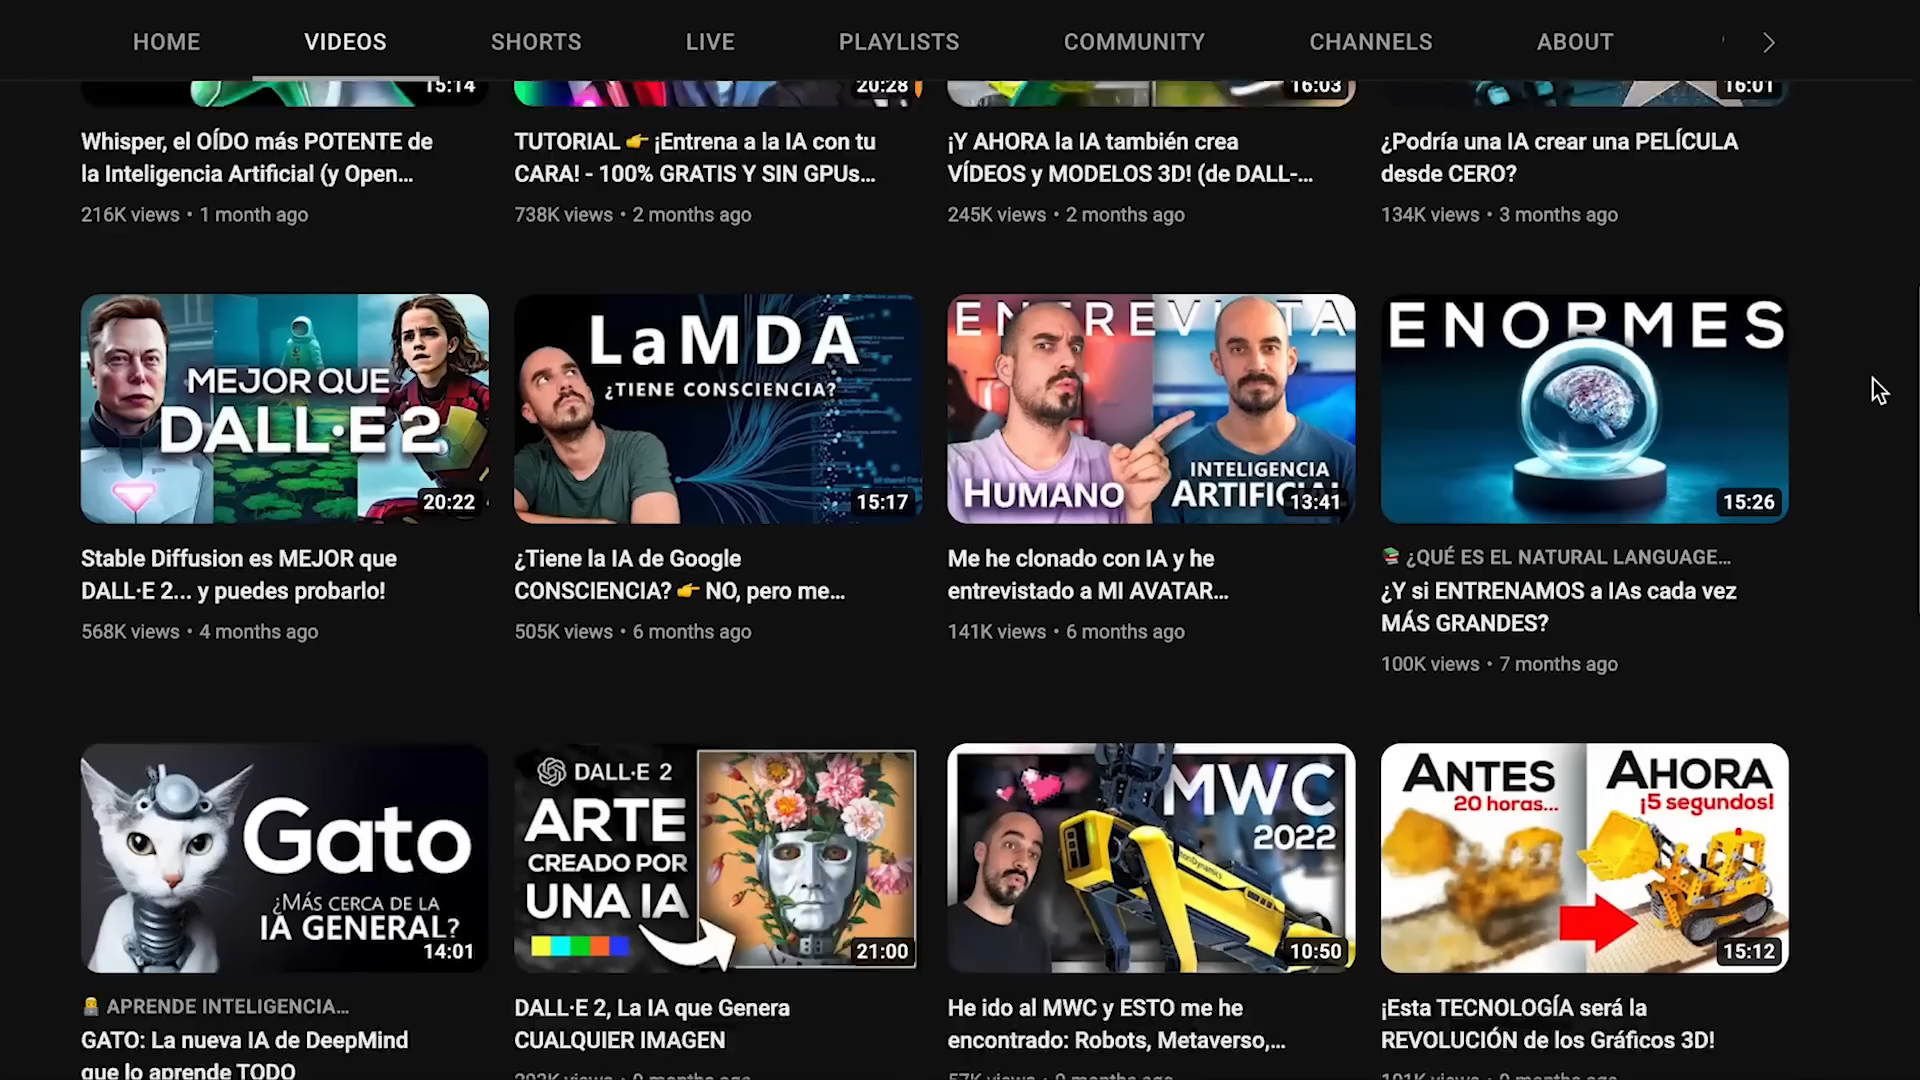 HOME VIDEOS SHORTS LIVE PLAYLISTS COMMUNITY CHANNELS ABOUT
15:14
20:28
16:03
16:01
Whisper, el OÍDO más POTENTE de
la Inteligencia Artificial (y Open...
216K views • 1 month ago
TUTORIAL 👉 ¡Entrena a la IA con tu
CARA! - 100% GRATIS Y SIN GPUs...
738K views • 2 months ago
¡Y AHORA la IA también crea
VÍDEOS y MODELOS 3D! (de DALL-...
245K views • 2 months ago
¿Podría una IA crear una PELÍCULA
desde CERO?
134K views • 3 months ago
MEJOR QUE
DALL·E 2
20:22
LaMDA
¿TIENE CONSCIENCIA?
15:17
ENTREVISTA
HUMANO
INTELIGENCIA
ARTIFICIAL
13:41
ENORMES
15:26
Stable Diffusion es MEJOR que
DALL·E 2... y puedes probarlo!
568K views • 4 months ago
¿Tiene la IA de Google
CONSCIENCIA? 👉 NO, pero me...
505K views • 6 months ago
Me he clonado con IA y he
entrevistado a MI AVATAR...
141K views • 6 months ago
📚 ¿QUÉ ES EL NATURAL LANGUAGE...
¿Y si ENTRENAMOS a IAs cada vez
MÁS GRANDES?
100K views • 7 months ago
Gato
¿MÁS CERCA DE LA
IA GENERAL?
14:01
DALL·E 2
ARTE
CREADO POR
UNA IA
21:00
MWC
2022
10:50
ANTES
20 horas...
AHORA
¡5 segundos!
15:12
APRENDE INTELIGENCIA...
GATO: La nueva IA de DeepMind
que lo aprende TODO
DALL·E 2, La IA que Genera
CUALQUIER IMAGEN
He ido al MWC y ESTO me he
encontrado: Robots, Metaverso,...
¡Esta TECNOLOGÍA será la
REVOLUCIÓN de los Gráficos 3D!